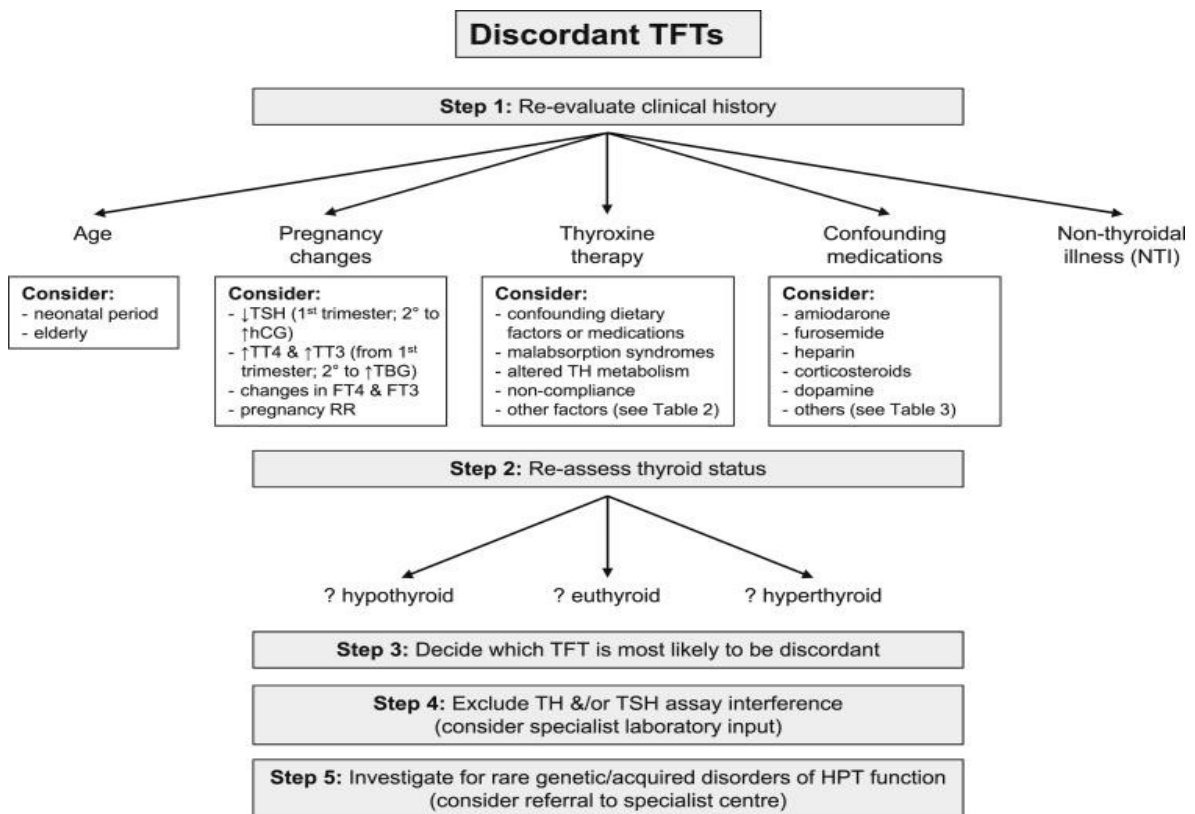 Discordant TFTs
Step 1: Re-evaluate clinical history
Age
Pregnancy
changes
Thyroxine
therapy
Confounding
medications
Non-thyroidal
illness (NTI)
Consider:
- neonatal period
- elderly
Consider:
- ↓TSH (1st trimester; 2° to
↑hCG)
- ↑TT4 & ↑TT3 (from 1st
trimester; 2° to ↑TBG)
- changes in FT4 & FT3
- pregnancy RR
Consider:
- confounding dietary
factors or medications
- malabsorption syndromes
- altered TH metabolism
- non-compliance
- other factors (see Table 2)
Consider:
- amiodarone
- furosemide
- heparin
- corticosteroids
- dopamine
- others (see Table 3)
Step 2: Re-assess thyroid status
? hypothyroid
? euthyroid
? hyperthyroid
Step 3: Decide which TFT is most likely to be discordant
Step 4: Exclude TH &/or TSH assay interference
(consider specialist laboratory input)
Step 5: Investigate for rare genetic/acquired disorders of HPT function
(consider referral to specialist centre)